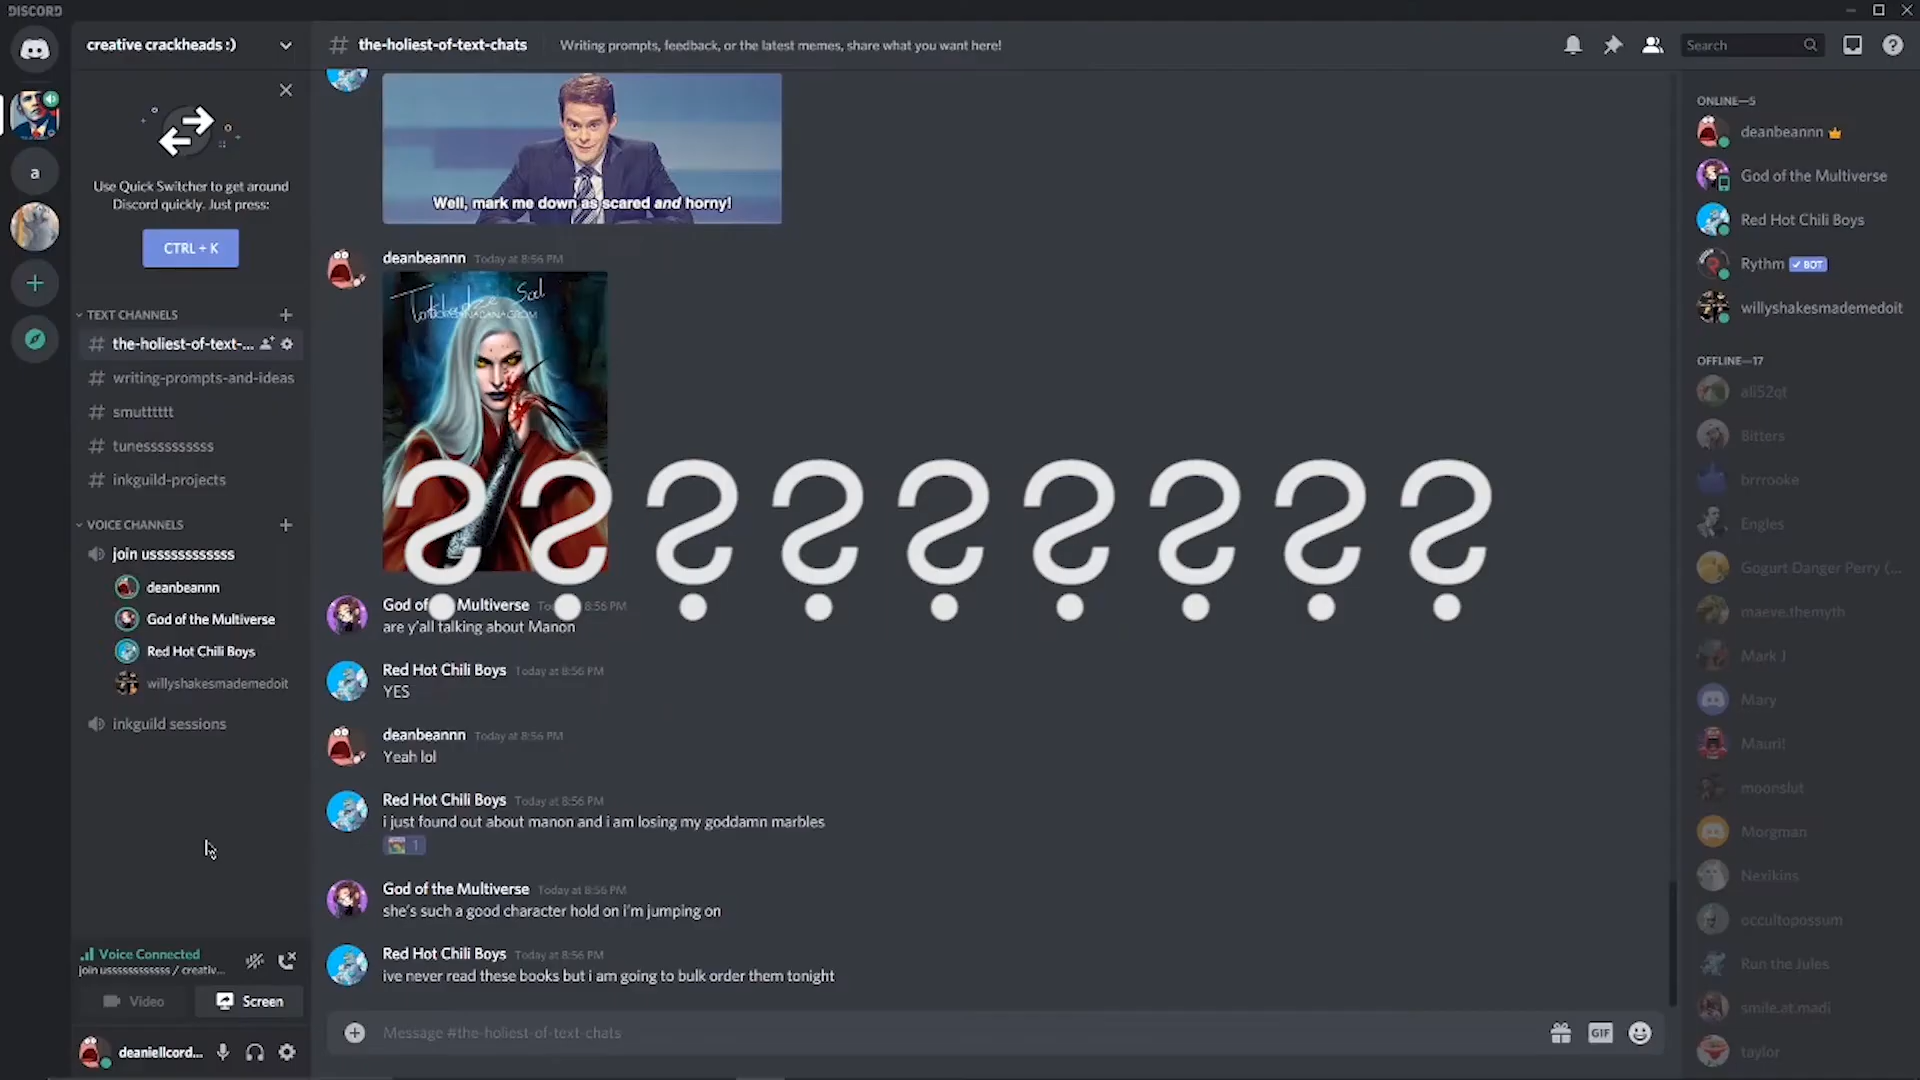 DISCORD
creative crackheads :)
the-holiest-of-text-chats
Writing prompts, feedback, or the latest memes, share what you want here!
Search
Use Quick Switcher to get around
Discord quickly. Just press:
CTRL + K
a
TEXT CHANNELS
the-holiest-of-text-...
writing-prompts-and-ideas
smutttttt
tunessssssssss
inkguild-projects
VOICE CHANNELS
join usssssssssss
deanbeannn
God of the Multiverse
Red Hot Chili Boys
willyshakesmademedoit
inkguild sessions
Voice Connected
join usssssssssss / creativ...
Video
Screen
deaniellcord...
Well, mark me down as scared and horny!
deanbeannn Today at 8:56 PM
?????????
God of Multiverse 8:56 PM
are y'all talking about Manon
Red Hot Chili Boys Today at 8:56 PM
YES
deanbeannn Today at 8:56 PM
Yeah lol
Red Hot Chili Boys Today at 8:56 PM
i just found out about manon and i am losing my goddamn marbles
1
God of the Multiverse Today at 8:56 PM
she's such a good character hold on i'm jumping on
Red Hot Chili Boys Today at 8:56 PM
ive never read these books but i am going to bulk order them tonight
Message #the-holiest-of-text-chats
GIF
ONLINE—5
deanbeannn
God of the Multiverse
Red Hot Chili Boys
Rythm BOT
willyshakesmademedoit
OFFLINE—17
ali52qt
Bitters
brrrooke
Engles
Gogurt Danger Perry (...
maeve.themyth
Mark J
Mary
Mauri!
moonslut
Morgman
Nexikins
occultopossum
Run the Jules
smile.at.madi
taylor